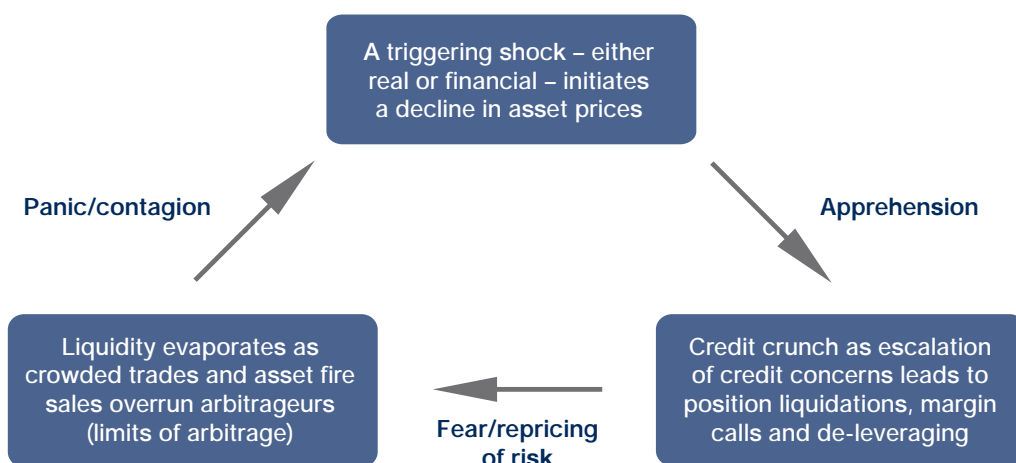 A triggering shock – either
real or financial – initiates
a decline in asset prices
Panic/contagion
Apprehension
Liquidity evaporates as
crowded trades and asset fire
sales overrun arbitrageurs
(limits of arbitrage)
Fear/repricing
of risk
Credit crunch as escalation
of credit concerns leads to
position liquidations, margin
calls and de-leveraging